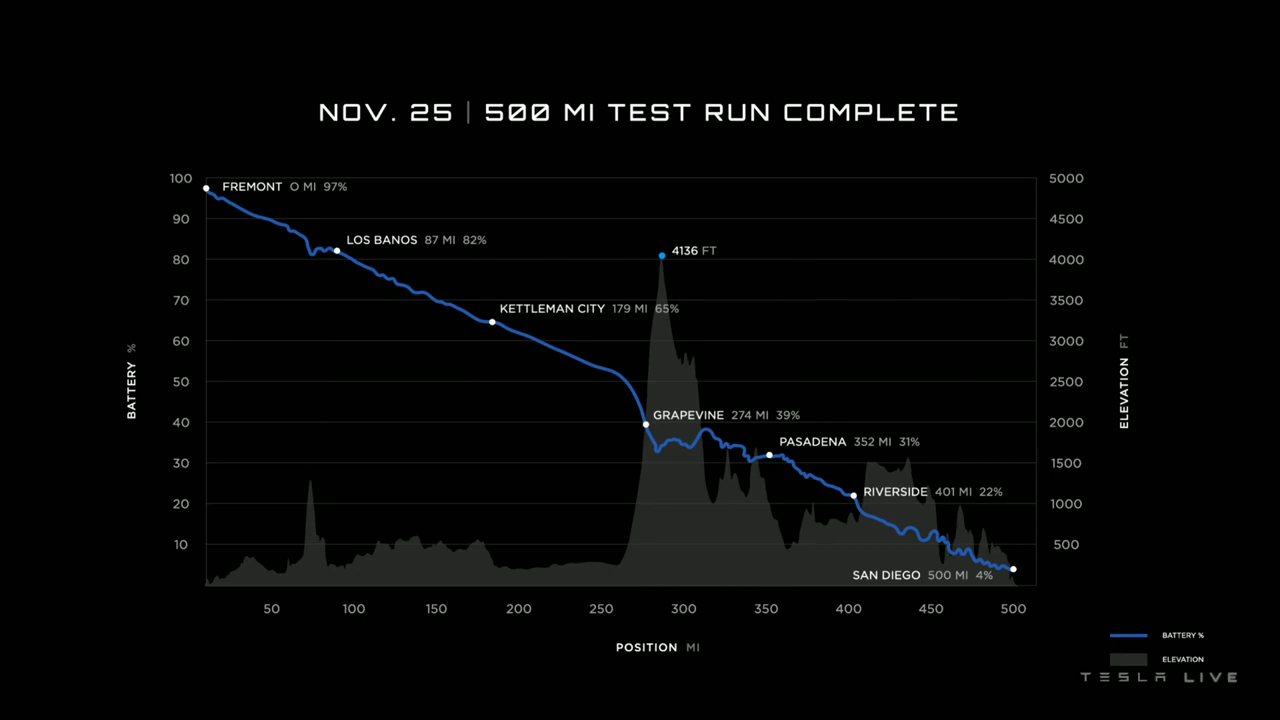 NOV. 25 | 500 MI TEST RUN COMPLETE
100
90
80
70
60
50
40
30
20
10
BATTERY %
5000
4500
4000
3500
3000
2500
2000
1500
1000
500
ELEVATION FT
FREMONT O MI 97%
LOS BANOS 87 MI 82%
4136 FT
KETTLEMAN CITY 179 MI 65%
GRAPEVINE 274 MI 39%
PASADENA 352 MI 31%
RIVERSIDE 401 MI 22%
SAN DIEGO 500 MI 4%
50 100 150 200 250 300 350 400 450 500
POSITION MI
BATTERY %
ELEVATION
TESLA LIVE